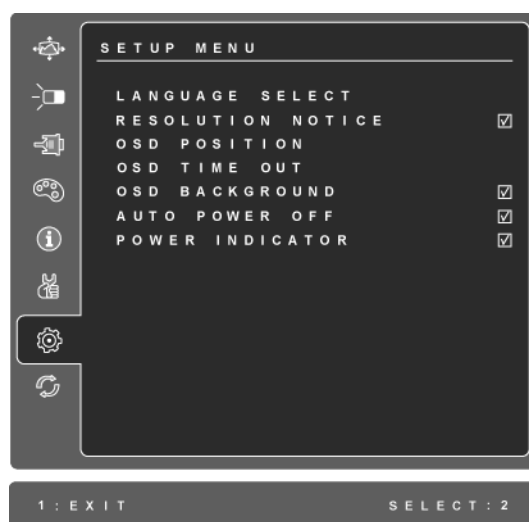 SETUP MENU
LANGUAGE SELECT
RESOLUTION NOTICE
OSD POSITION
OSD TIME OUT
OSD BACKGROUND
AUTO POWER OFF
POWER INDICATOR
1:EXIT SELECT:2